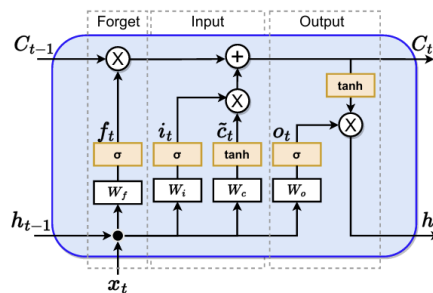 Forget Input Output
C_{t-1} C_t
tanh
f_t i_t c̃_t o_t
σ σ tanh σ
W_f W_i W_c W_o
h_{t-1} h
x_t